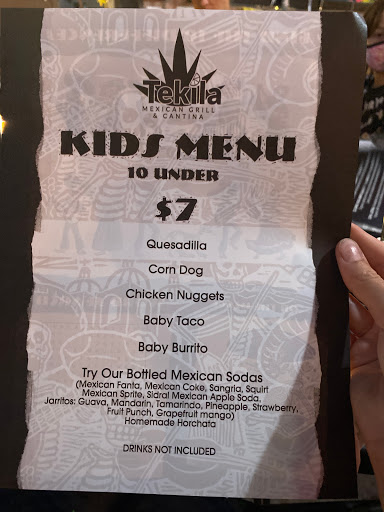 Tekila
MEXICAN GRILL
& CANTINA
KIDS MENU
10 UNDER
$7
Quesadilla
Corn Dog
Chicken Nuggets
Baby Taco
Baby Burrito
Try Our Bottled Mexican Sodas
(Mexican Fanta, Mexican Coke, Sangria, Squirt
Mexican Sprite, Sidral Mexican Apple Soda,
Jarritos: Guava, Mandarin, Tamarindo, Pineapple, Strawberry,
Fruit Punch, Grapefruit mango)
Homemade Horchata
DRINKS NOT INCLUDED